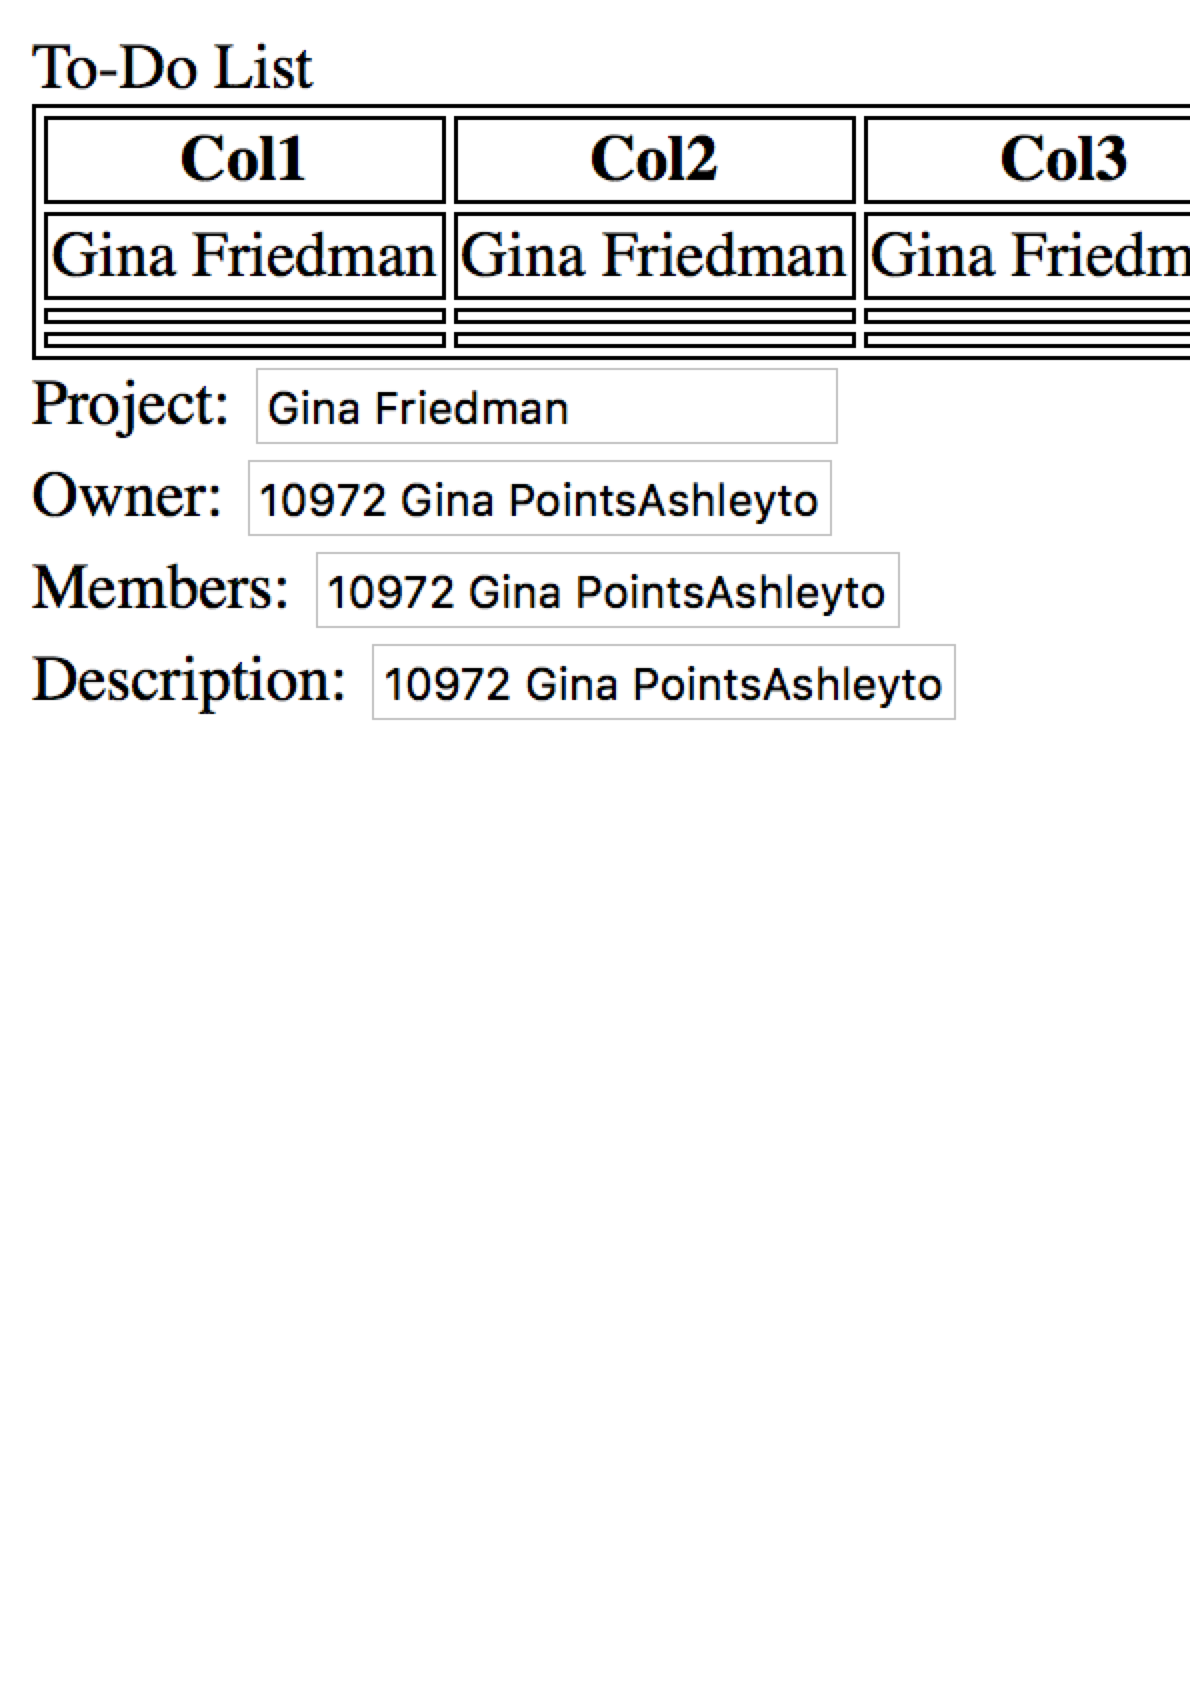 To-Do List
Col1 Col2 Col3
Gina Friedman Gina Friedman Gina Friedm
Project: Gina Friedman
Owner: 10972 Gina PointsAshleyto
Members: 10972 Gina PointsAshleyto
Description: 10972 Gina PointsAshleyto